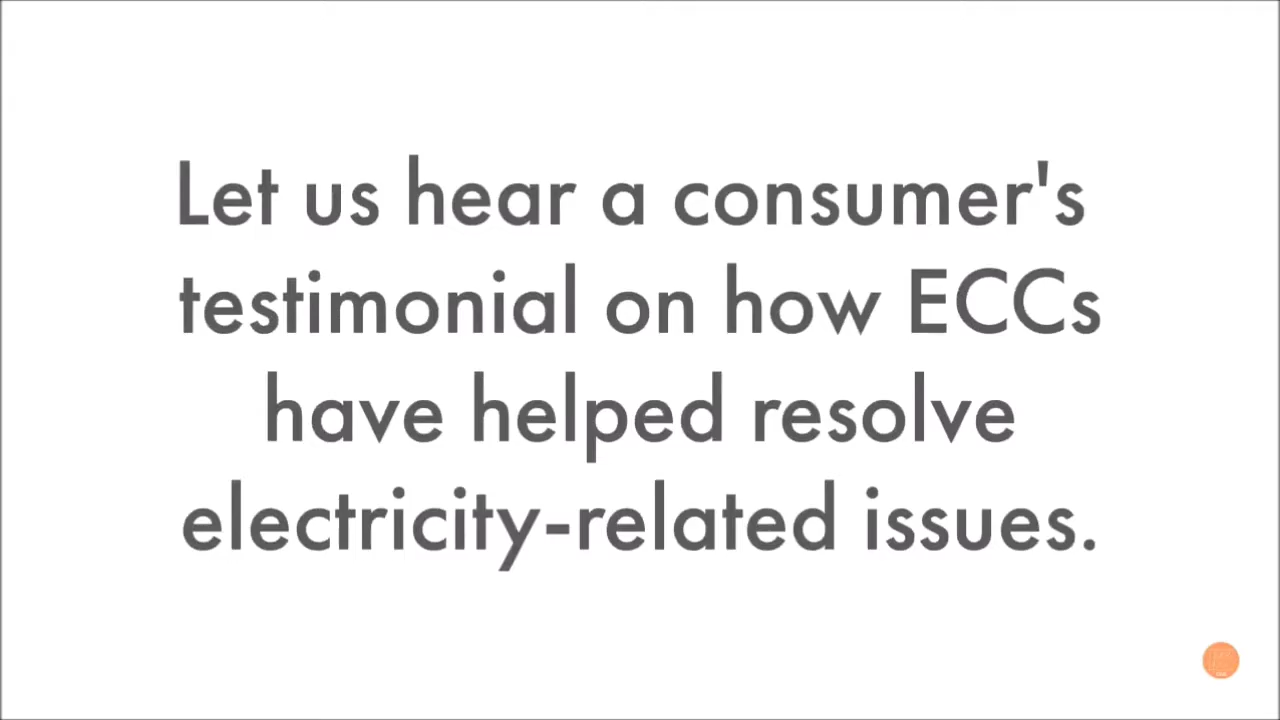 Let us hear a consumer's
testimonial on how ECCs
have helped resolve
electricity-related issues.